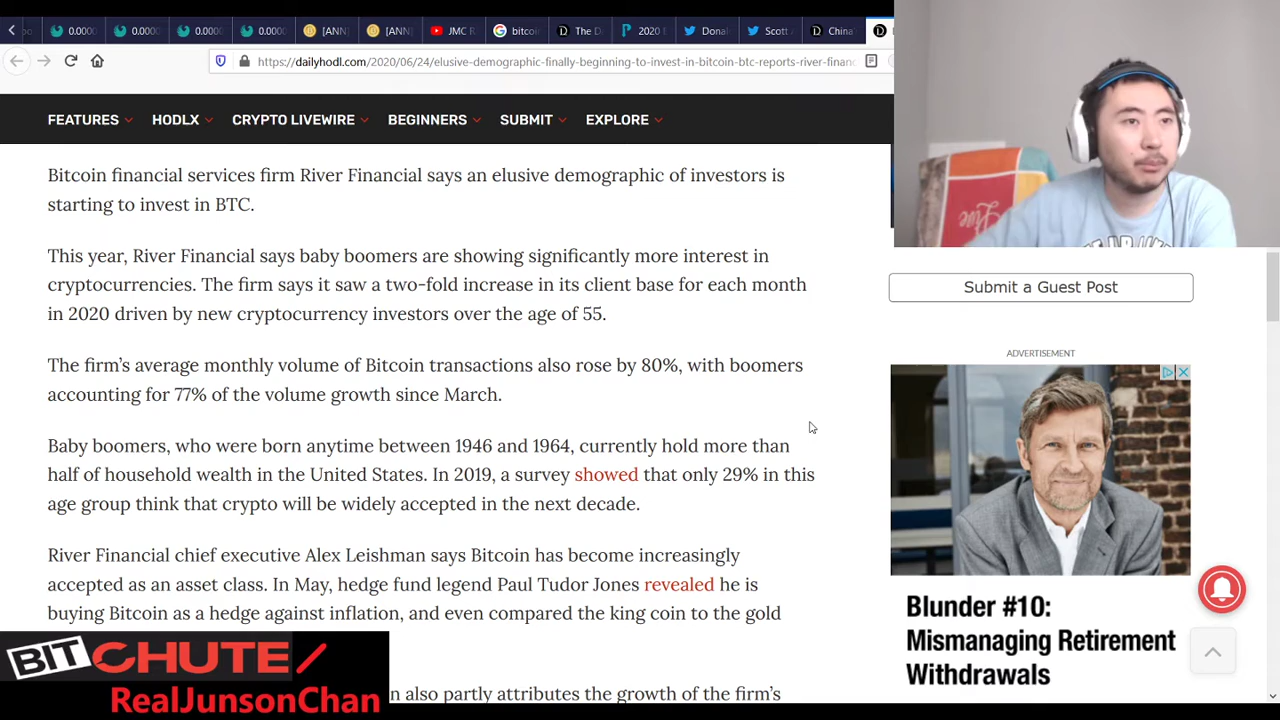 0.0000
0.0000
0.0000
0.0000
[ANN]
[ANN]
JMC R
bitcoi
The D
2020 E
Donal
Scott
China
https://dailyhodl.com/2020/06/24/elusive-demographic-finally-beginning-to-invest-in-bitcoin-btc-reports-river-financ
FEATURES
HODLX
CRYPTO LIVEWIRE
BEGINNERS
SUBMIT
EXPLORE
Bitcoin financial services firm River Financial says an elusive demographic of investors is
starting to invest in BTC.
This year, River Financial says baby boomers are showing significantly more interest in
cryptocurrencies. The firm says it saw a two-fold increase in its client base for each month
in 2020 driven by new cryptocurrency investors over the age of 55.
The firm’s average monthly volume of Bitcoin transactions also rose by 80%, with boomers
accounting for 77% of the volume growth since March.
Baby boomers, who were born anytime between 1946 and 1964, currently hold more than
half of household wealth in the United States. In 2019, a survey showed that only 29% in this
age group think that crypto will be widely accepted in the next decade.
River Financial chief executive Alex Leishman says Bitcoin has become increasingly
accepted as an asset class. In May, hedge fund legend Paul Tudor Jones revealed he is
buying Bitcoin as a hedge against inflation, and even compared the king coin to the gold
n also partly attributes the growth of the firm’s
Submit a Guest Post
ADVERTISEMENT
Blunder #10:
Mismanaging Retirement
Withdrawals
BITCHUTE
RealJunsonChan